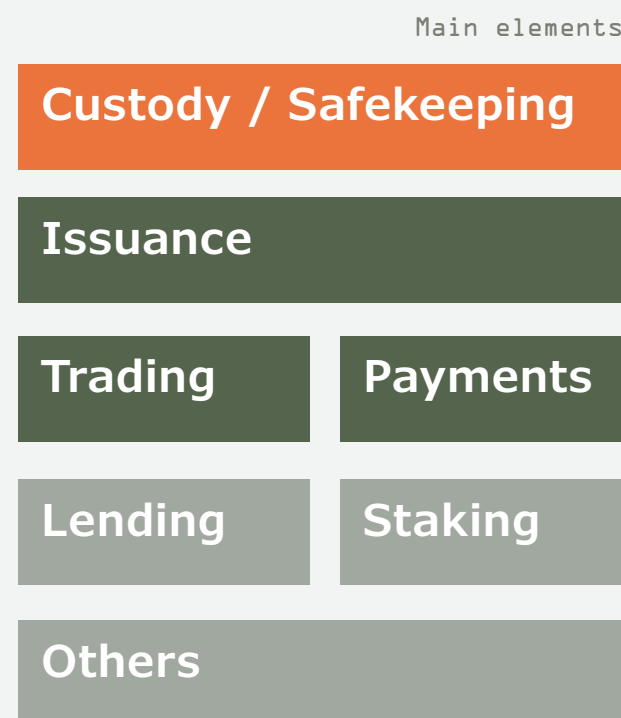 Main elements
Custody / Safekeeping
Issuance
Trading Payments
Lending Staking
Others